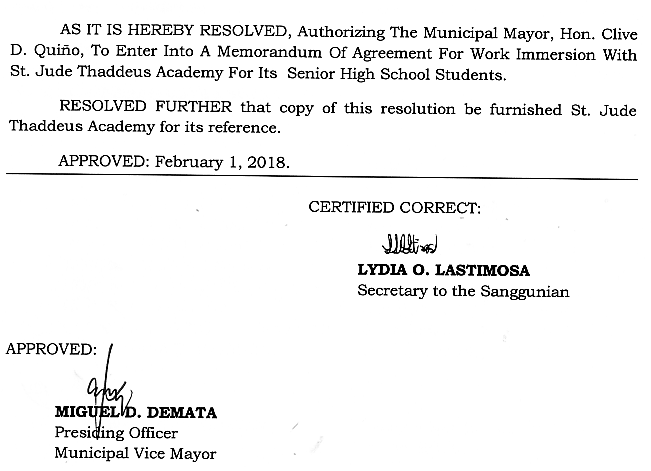 AS IT IS HEREBY RESOLVED, Authorizing The Municipal Mayor, Hon. Clive
D. Quiño, To Enter Into A Memorandum Of Agreement For Work Immersion With
St. Jude Thaddeus Academy For Its Senior High School Students.
RESOLVED FURTHER that copy of this resolution be furnished St. Jude
Thaddeus Academy for its reference.
APPROVED: February 1, 2018.
CERTIFIED CORRECT:
LYDIA O. LASTIMOSA
Secretary to the Sanggunian
APPROVED:
MIGUEL D. DEMATA
Presiding Officer
Municipal Vice Mayor